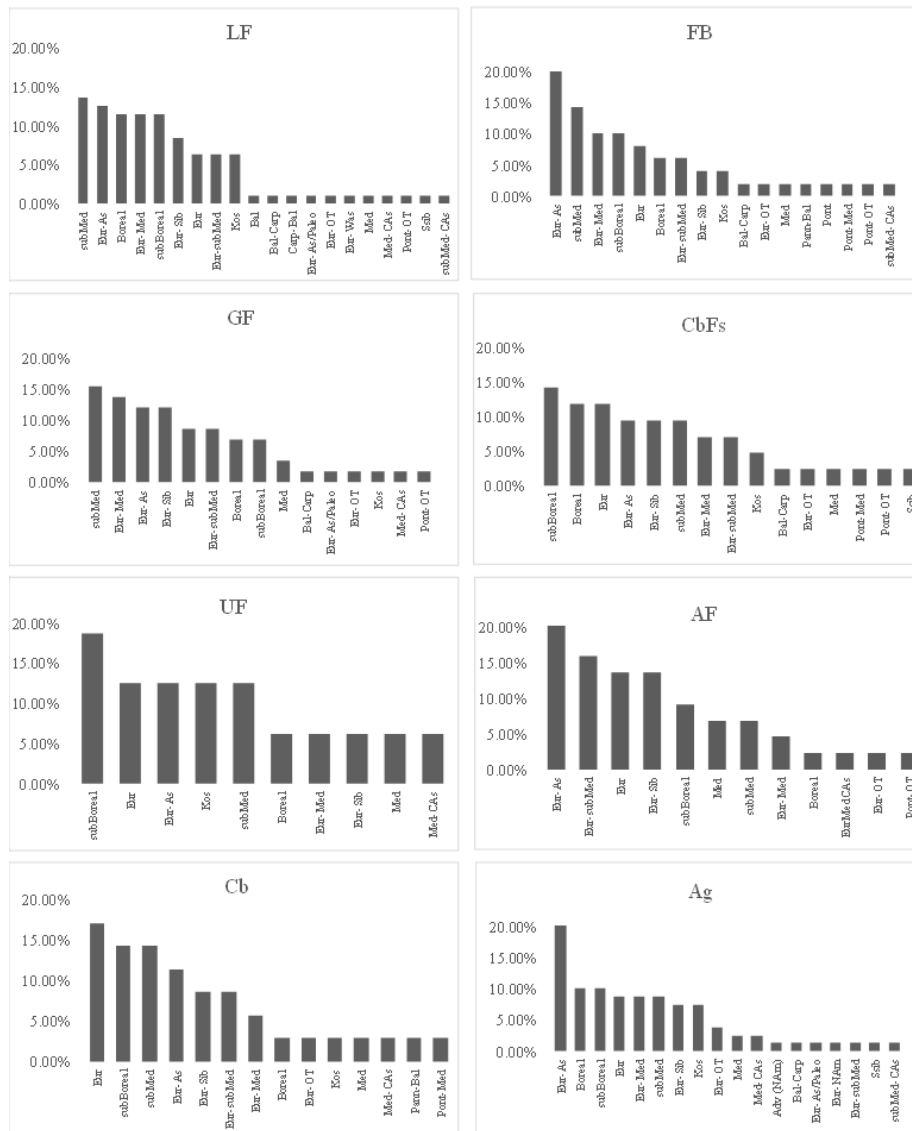 LF
20.00%
15.00%
10.00%
5.00%
0.00%
subMed
Eur-As
Boreal
Eur-Med
subBoreal
Eur-Sib
Eur
Eur-subMed
Kos
Bal
Bal-Carp
Carp-Bal
Eur-As/Paleo
Eur-OT
Eur-Was
Med
Med-CAs
Pont-OT
Ssib
subMed-CAs
FB
20.00%
15.00%
10.00%
5.00%
0.00%
Eur-As
subMed
Eur-Med
subBoreal
Eur
Boreal
Eur-subMed
Eur-Sib
Kos
Bal-Carp
Eur-OT
Med
Pann-Bal
Pont
Pont-Med
Pont-OT
subMed-CAs
GF
20.00%
15.00%
10.00%
5.00%
0.00%
subMed
Eur-Med
Eur-As
Eur-Sib
Eur
Eur-subMed
Boreal
subBoreal
Med
Bal-Carp
Eur-As/Paleo
Eur-OT
Kos
Med-CAs
Pont-OT
CbFs
20.00%
15.00%
10.00%
5.00%
0.00%
subBoreal
Boreal
Eur
Eur-As
Eur-Sib
subMed
Eur-Med
Eur-subMed
Kos
Bal-Carp
Eur-OT
Med
Pont-Med
Pont-OT
Ssib
UF
20.00%
15.00%
10.00%
5.00%
0.00%
subBoreal
Eur
Eur-As
Kos
subMed
Boreal
Eur-Med
Eur-Sib
Med
Med-CAs
AF
20.00%
15.00%
10.00%
5.00%
0.00%
Eur-As
Eur-subMed
Eur
Eur-Sib
subBoreal
Med
subMed
Eur-Med
Boreal
EurMedCAs
Eur-OT
Pont-OT
Cb
20.00%
15.00%
10.00%
5.00%
0.00%
Eur
subBoreal
subMed
Eur-As
Eur-Sib
Eur-subMed
Eur-Med
Boreal
Eur-OT
Kos
Med
Med-CAs
Pann-Bal
Pont-Med
Ag
20.00%
15.00%
10.00%
5.00%
0.00%
Eur-As
Boreal
subBoreal
Eur
Eur-Med
subMed
Eur-Sib
Kos
Eur-OT
Med
Med-CAs
Adv (NAm)
Bal-Carp
Eur-As/Paleo
Eur-NAm
Eur-subMed
Ssib
subMed-CAs